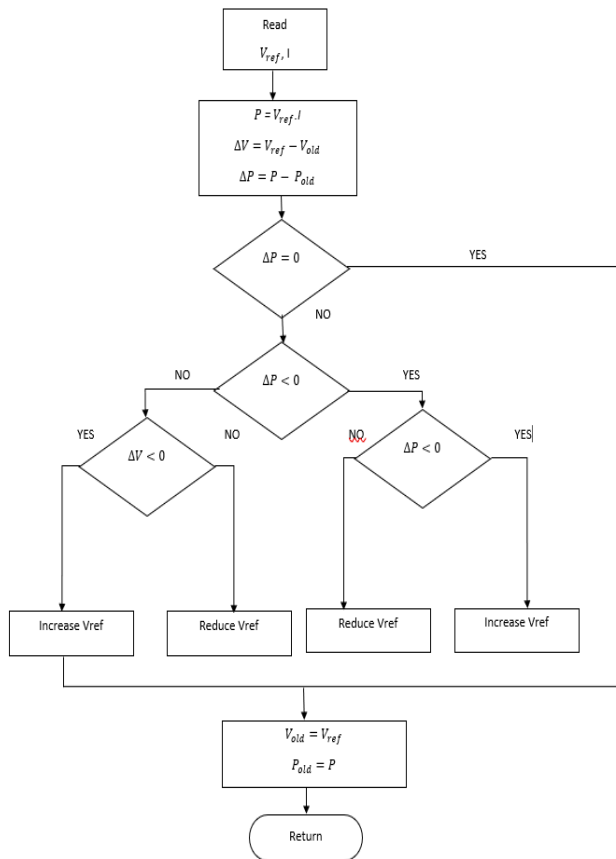 Read
V_ref, I
P = V_ref.I
ΔV = V_ref − V_old
ΔP = P − P_old
ΔP = 0
YES
NO
ΔP < 0
NO
YES
YES
ΔV < 0
NO
NO
ΔP < 0
YES
Increase Vref
Reduce Vref
Reduce Vref
Increase Vref
V_old = V_ref
P_old = P
Return